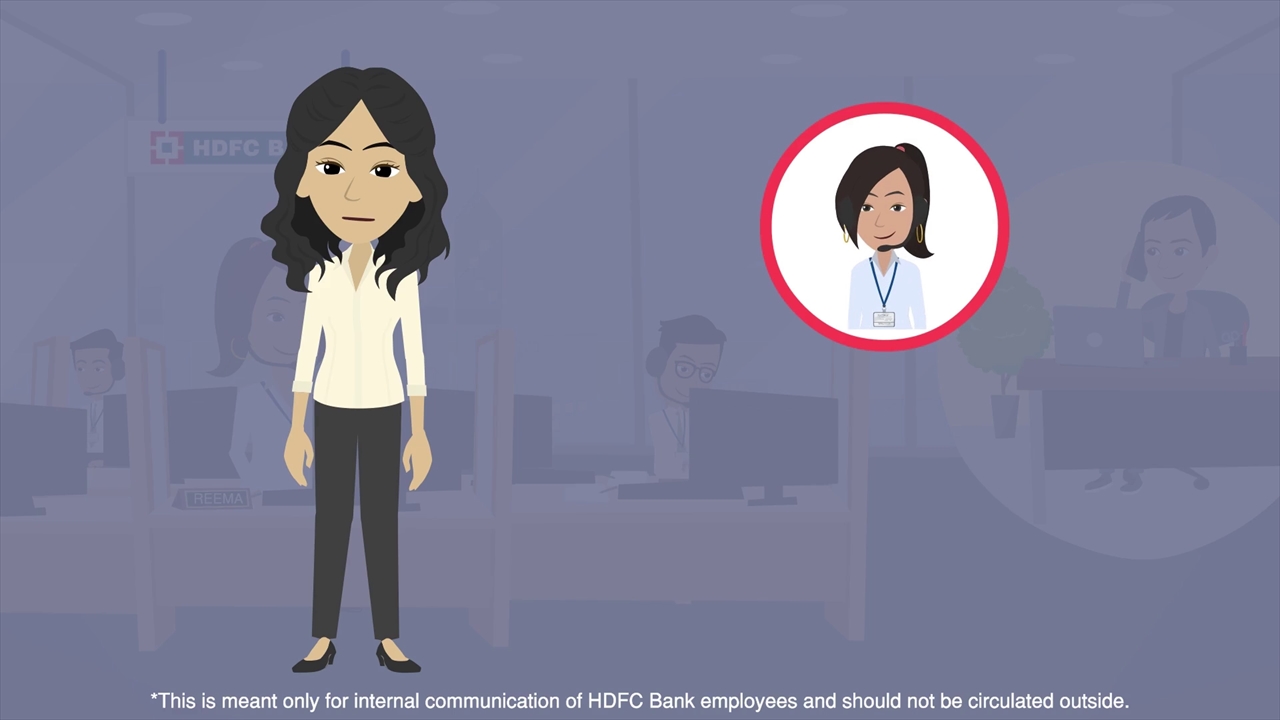 HDFC B
REEMA
*This is meant only for internal communication of HDFC Bank employees and should not be circulated outside.